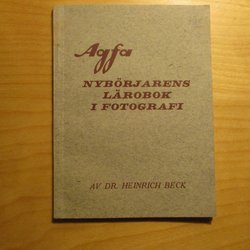 Agfa
NYBÖRJARENS
LÄROBOK
I FOTOGRAFI
AV DR. HEINRICH BECK